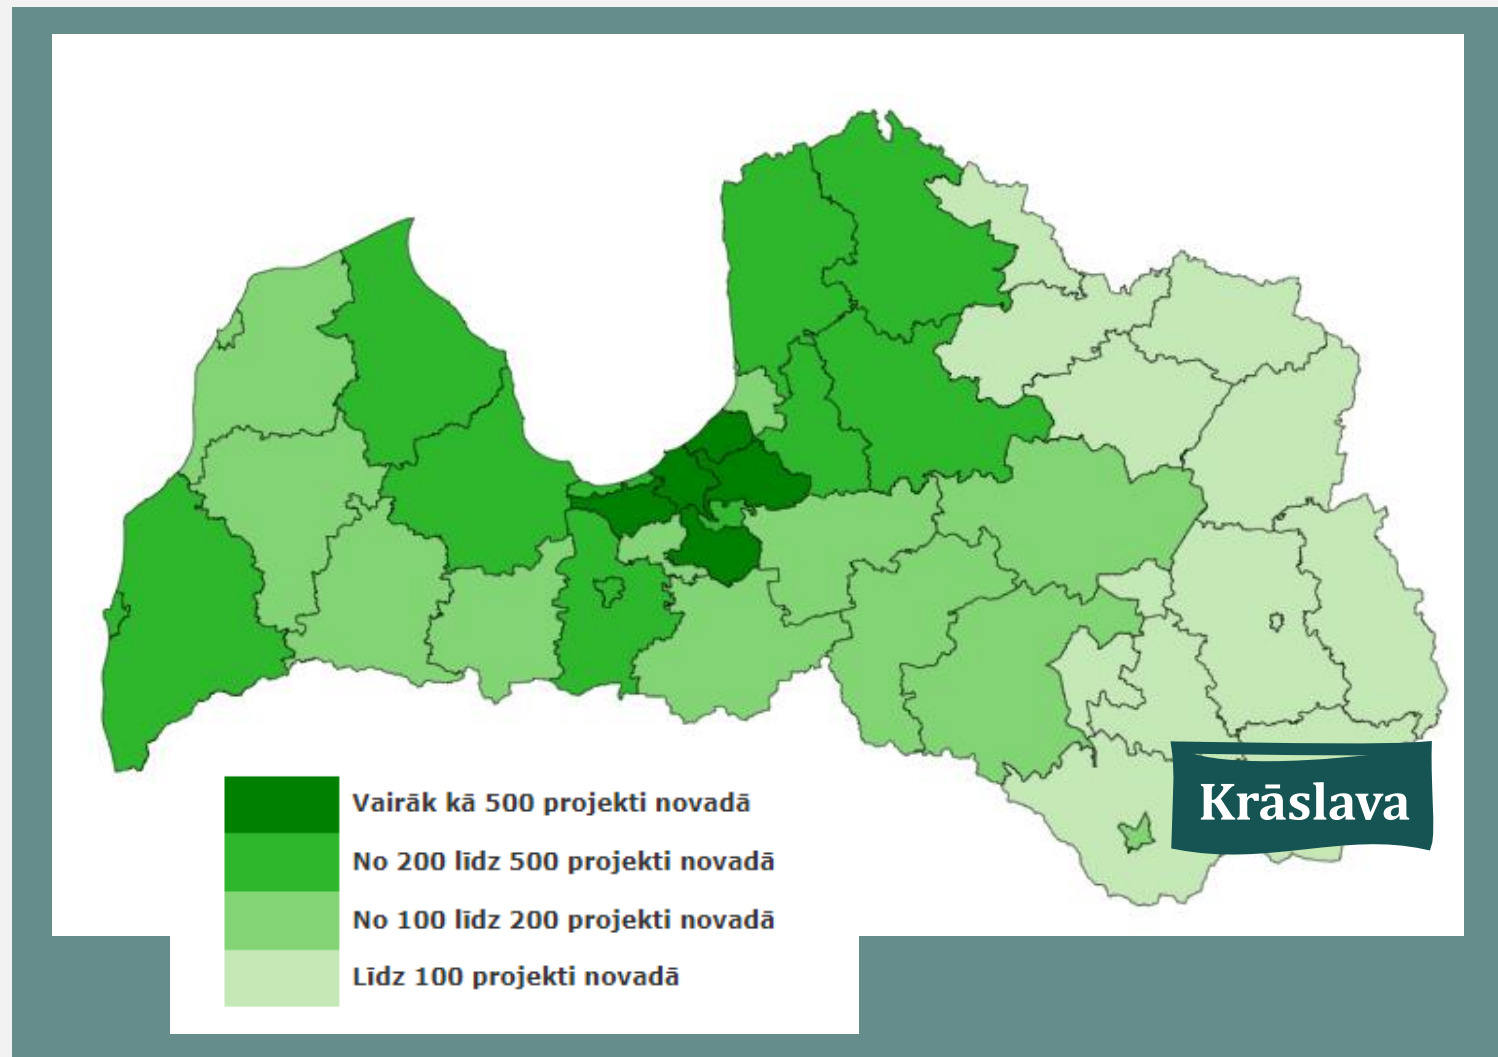 Krāslava
Vairāk kā 500 projekti novadā
No 200 līdz 500 projekti novadā
No 100 līdz 200 projekti novadā
Līdz 100 projekti novadā